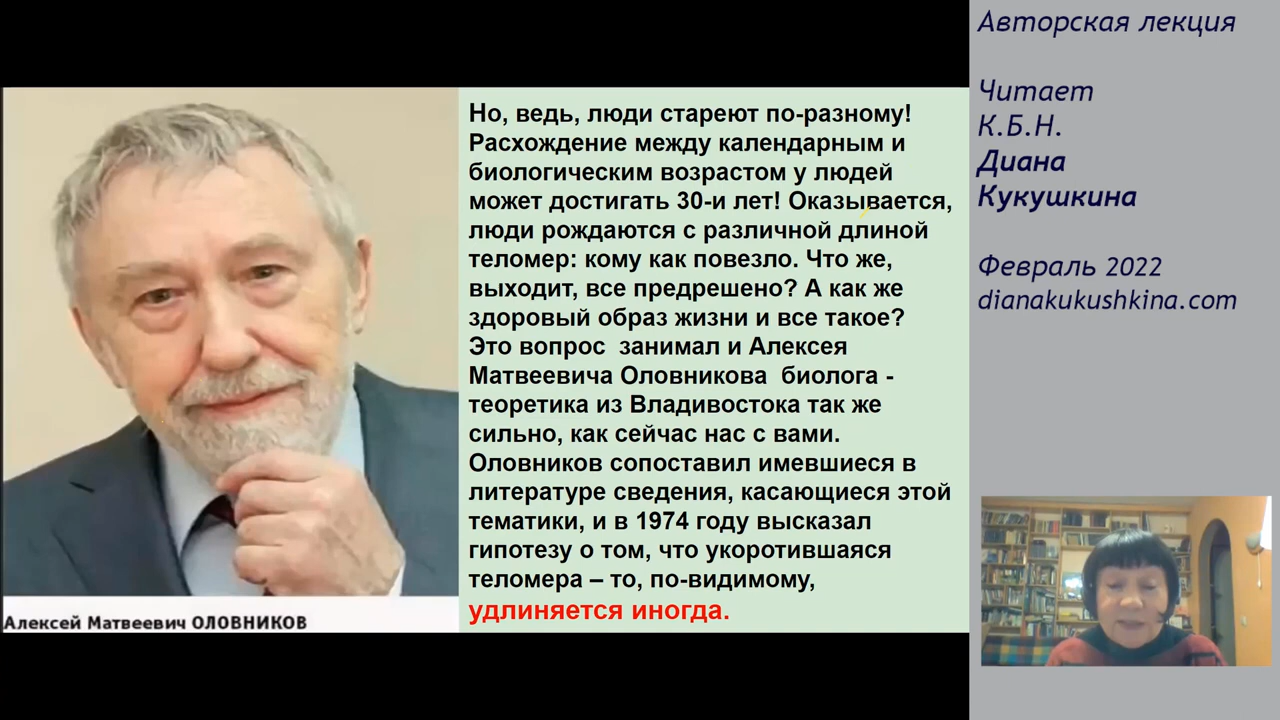 Но, ведь, люди стареют по-разному!
Расхождение между календарным и
биологическим возрастом у людей
может достигать 30-и лет! Оказывается,
люди рождаются с различной длиной
теломер: кому как повезло. Что же,
выходит, все предрешено? А как же
здоровый образ жизни и все такое?
Это вопрос  занимал и Алексея
Матвеевича Оловникова  биолога -
теоретика из Владивостока так же
сильно, как сейчас нас с вами.
Оловников сопоставил имевшиеся в
литературе сведения, касающиеся этой
тематики, и в 1974 году высказал
гипотезу о том, что укоротившаяся
теломера – то, по-видимому,
удлиняется иногда.
Алексей Матвеевич ОЛОВНИКОВ
Авторская лекция
Читает
К.Б.Н.
Диана
Кукушкина
Февраль 2022
dianakukushkina.com